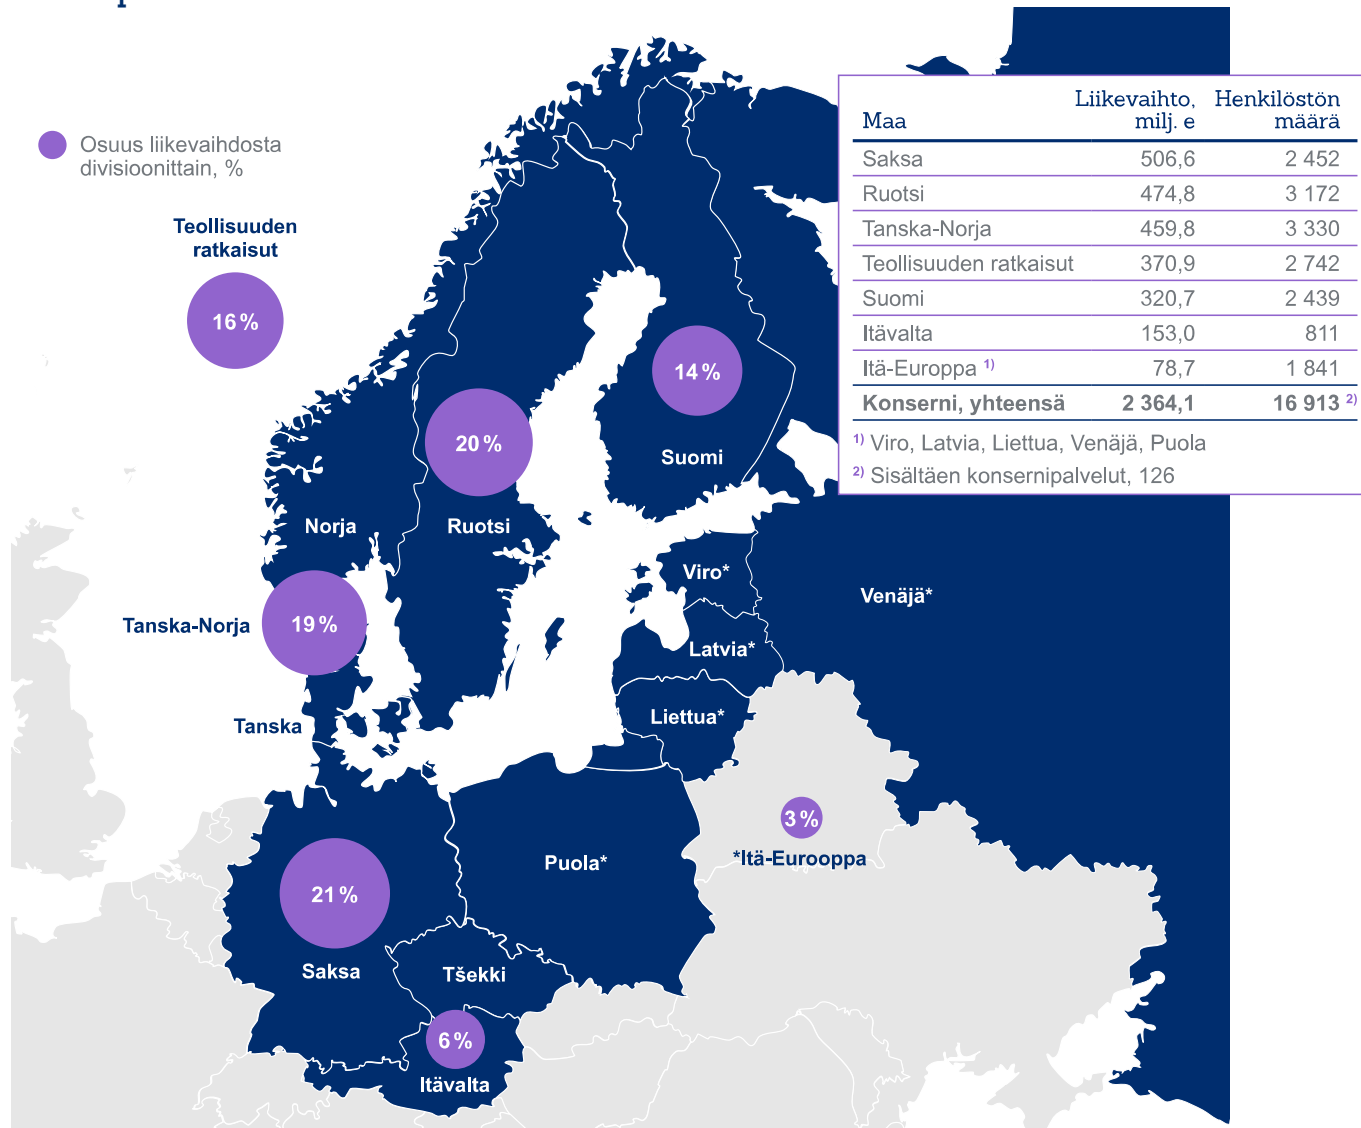 Osuus liikevaihdosta
divisioonittain, %
Teollisuuden
ratkaisut
16 %
14 %
20 %
Suomi
Norja
Ruotsi
Viro*
Venäjä*
Tanska-Norja
19 %
Latvia*
Tanska
Liettua*
3 %
*Itä-Eurooppa
Puola*
21 %
Saksa
Tšekki
6 %
Itävalta
Liikevaihto, Henkilöstön
Maa milj. e määrä
Saksa 506,6 2 452
Ruotsi 474,8 3 172
Tanska-Norja 459,8 3 330
Teollisuuden ratkaisut 370,9 2 742
Suomi 320,7 2 439
Itävalta 153,0 811
Itä-Europpa 1) 78,7 1 841
Konserni, yhteensä 2 364,1 16 913 2)
1) Viro, Latvia, Liettua, Venäjä, Puola
2) Sisältäen konsernipalvelut, 126